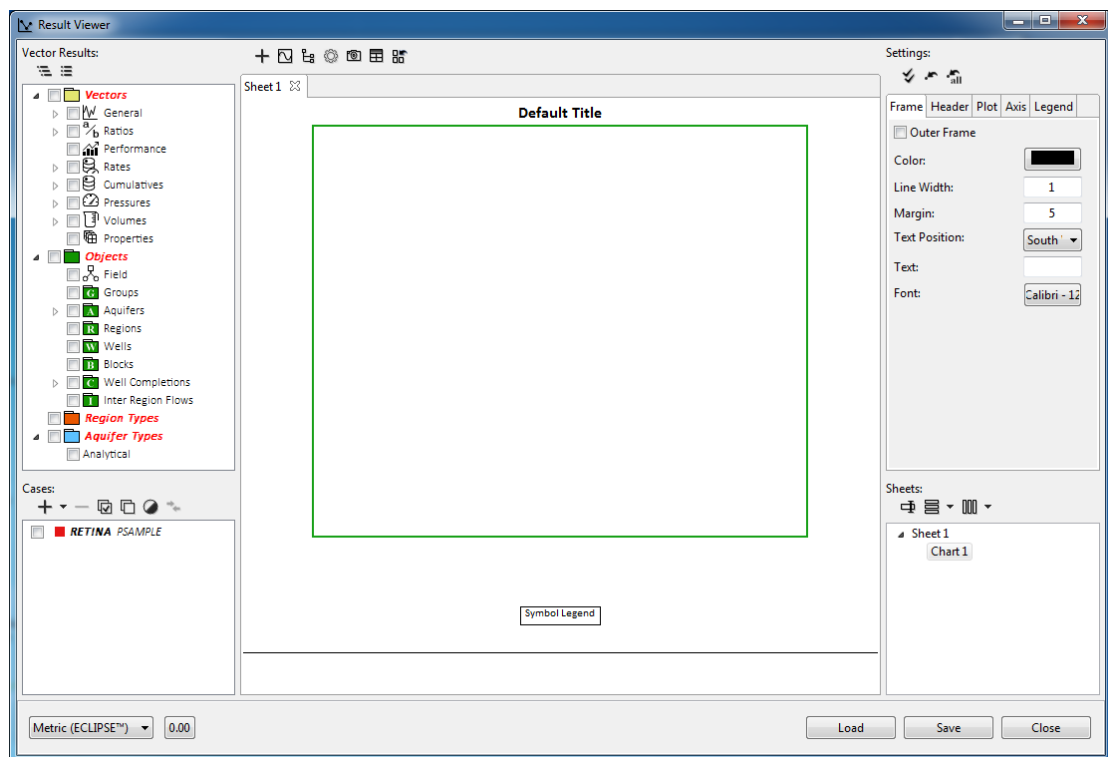 Result Viewer
Vector Results:
Vectors
General
a/b Ratios
Performance
Rates
Cumulatives
Pressures
Volumes
Properties
Objects
Field
G Groups
A Aquifers
R Regions
W Wells
B Blocks
C Well Completions
I Inter Region Flows
Region Types
Aquifer Types
Analytical
Cases:
RETINA PSAMPLE
Sheet 1
Default Title
Symbol Legend
Settings:
all
Frame Header Plot Axis Legend
Outer Frame
Color:
Line Width: 1
Margin: 5
Text Position: South
Text:
Font: Calibri - 12
Sheets:
Sheet 1
Chart 1
Metric (ECLIPSE™) 0.00
Load Save Close